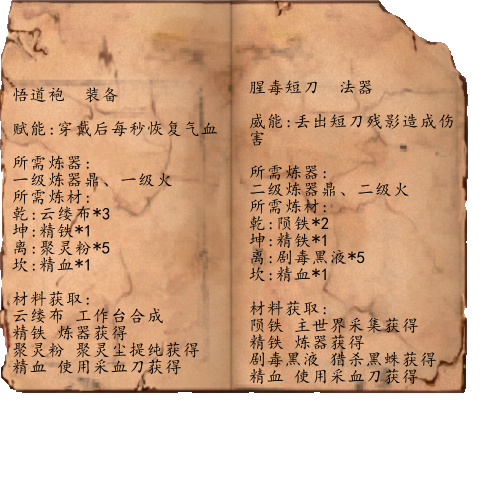 悟道袍 装备
赋能:穿戴后每秒恢复气血
所需炼器:
一级炼器鼎、一级火
所需炼材:
乾:云缕布*3
坤:精铁*1
离:聚灵粉*5
坎:精血*1
材料获取:
云缕布 工作台合成
精铁 炼器获得
聚灵粉 聚灵尘提纯获得
精血 使用采血刀获得
腥毒短刀 法器
威能:丢出短刀残影造成伤
害
所需炼器:
二级炼器鼎、二级火
所需炼材:
乾:陨铁*2
坤:精铁*1
离:剧毒黑液*5
坎:精血*1
材料获取:
陨铁 主世界采集获得
精铁 炼器获得
剧毒黑液 猎杀黑蛛获得
精血 使用采血刀获得